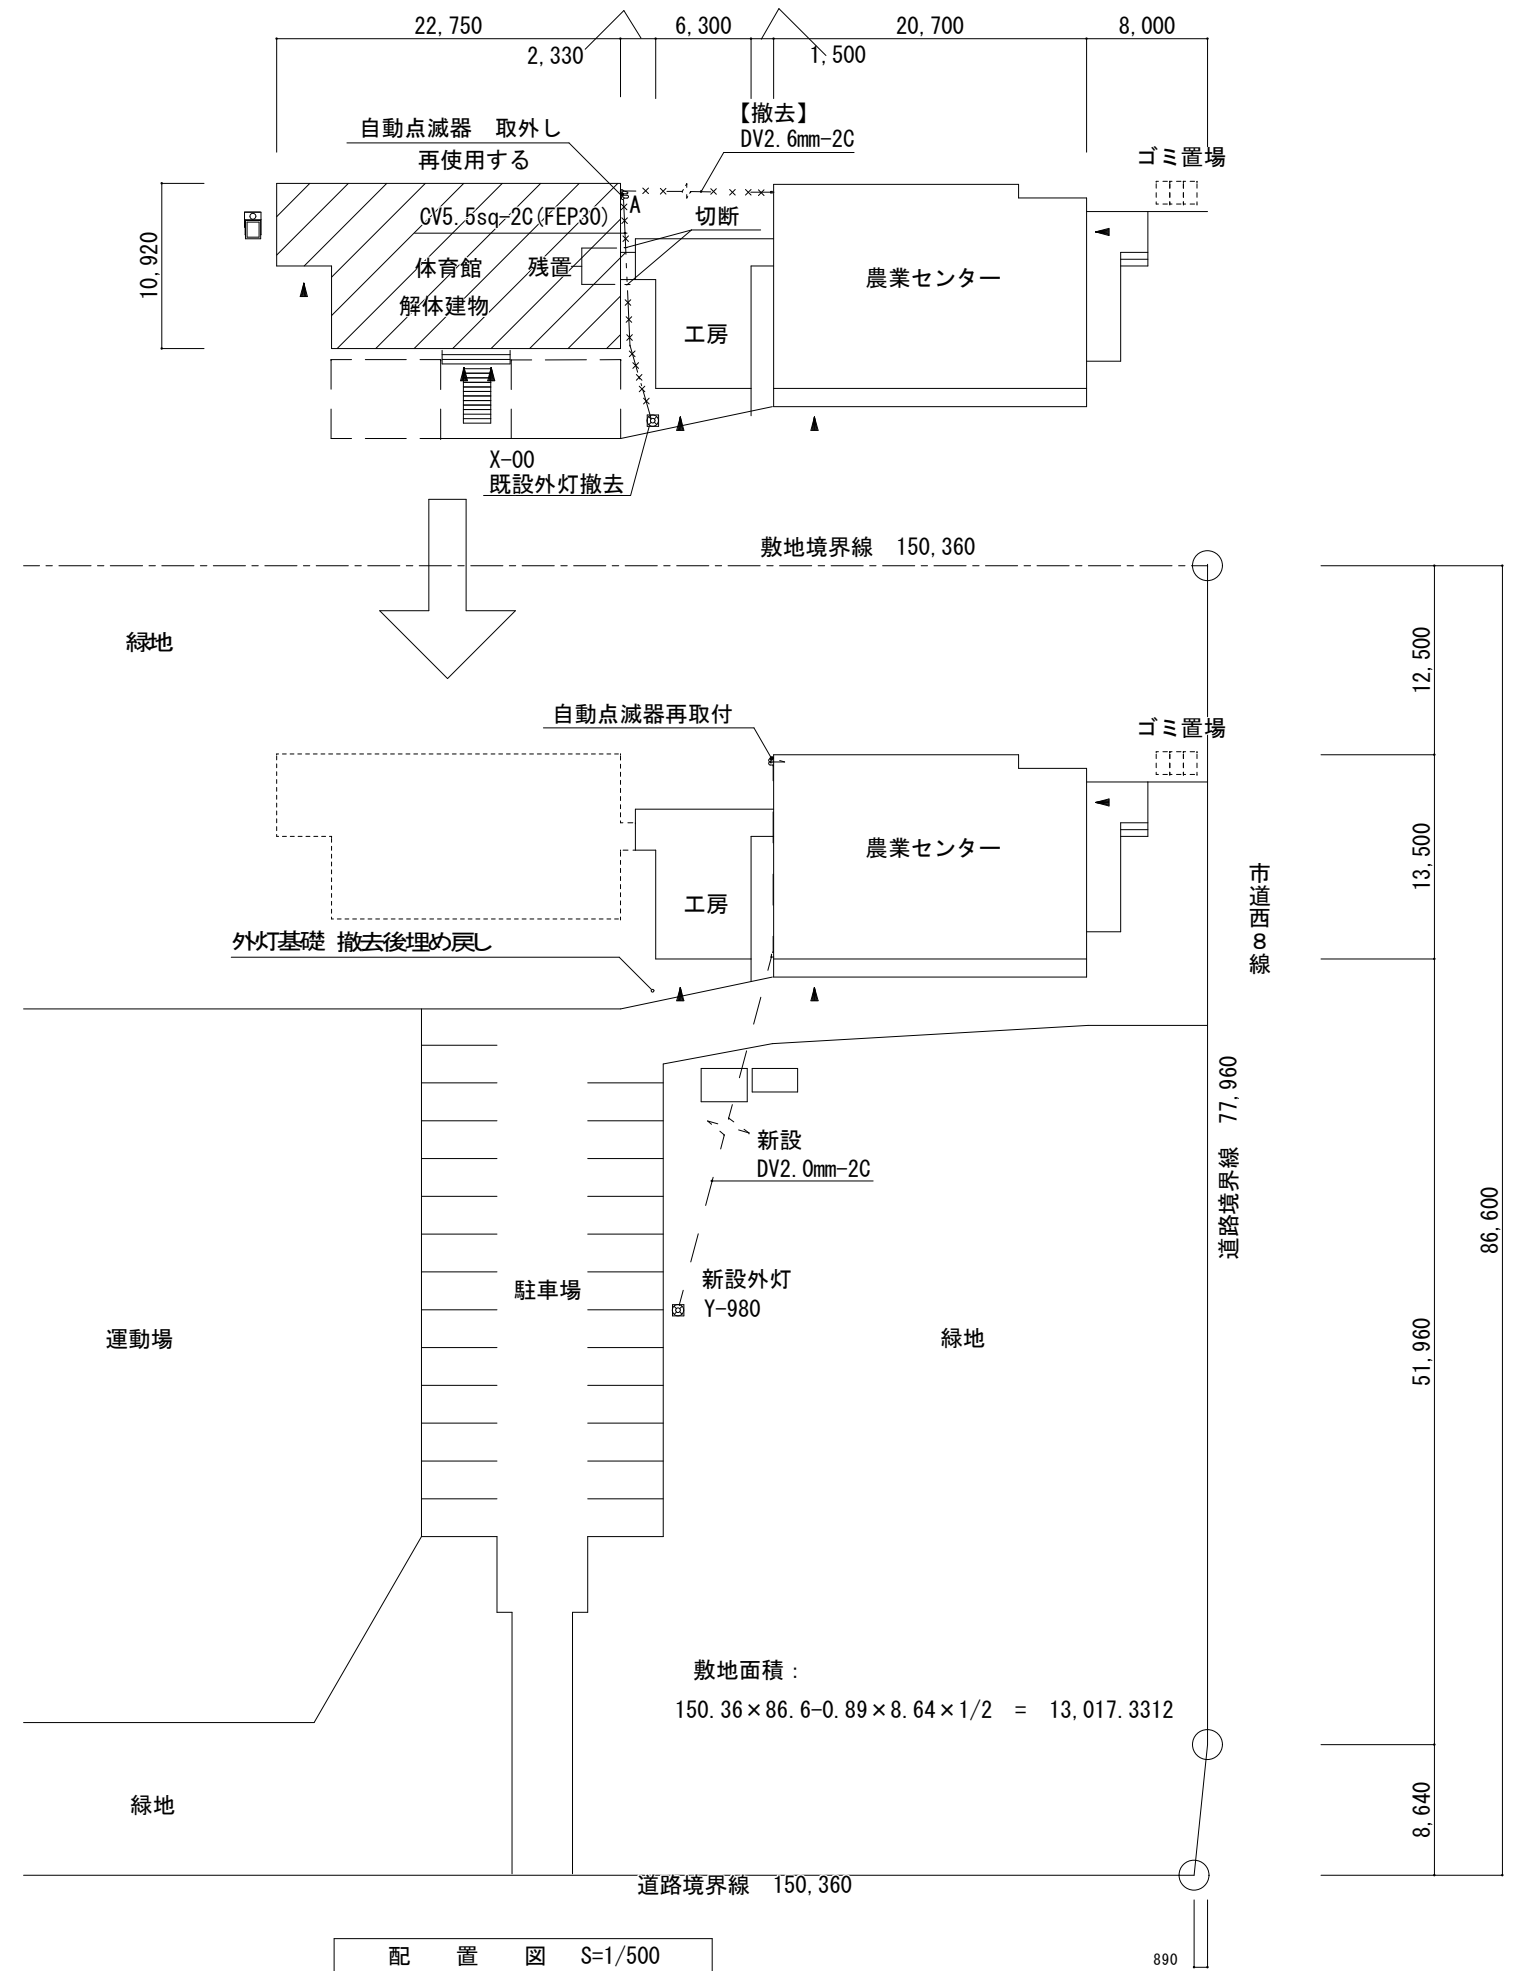 22,750
6,300
20,700
8,000
2,330
1,500
【撤去】
DV2.6mm-2C
自動点滅器　取外し
再使用する
ゴミ置場
A
CV5.5sq-2C(FEP30)
切断
10,920
体育館
残置
解体建物
農業センター
工房
X-00
既設外灯撤去
敷地境界線　150,360
緑地
12,500
自動点滅器再取付
ゴミ置場
農業センター
13,500
市道西８線
工房
外灯基礎 撤去後埋め戻し
道路境界線　77,960
新設
DV2.0mm-2C
86,600
新設外灯
Y-980
駐車場
運動場
緑地
51,960
敷地面積：
150.36×86.6-0.89×8.64×1/2　=　13,017.3312
緑地
8,640
道路境界線　150,360
配　置　図　S=1/500
890